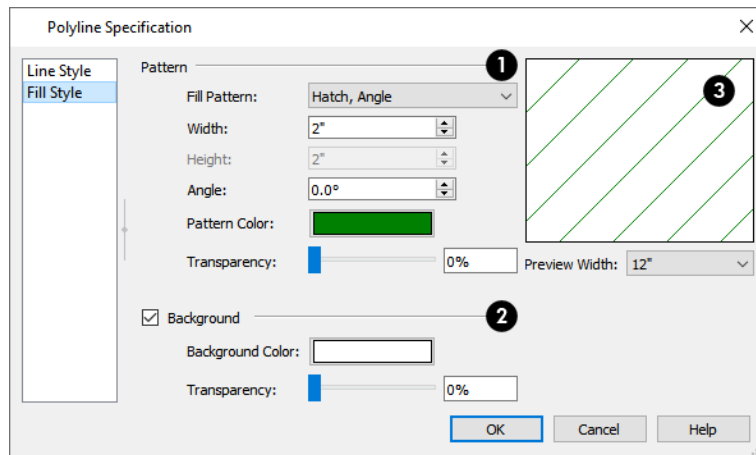 Polyline Specification
Line Style
Fill Style
Pattern
1
Fill Pattern: Hatch, Angle
Width: 2"
Height: 2"
Angle: 0.0°
Pattern Color:
Transparency: 0%
3
Preview Width: 12"
Background
2
Background Color:
Transparency: 0%
OK Cancel Help